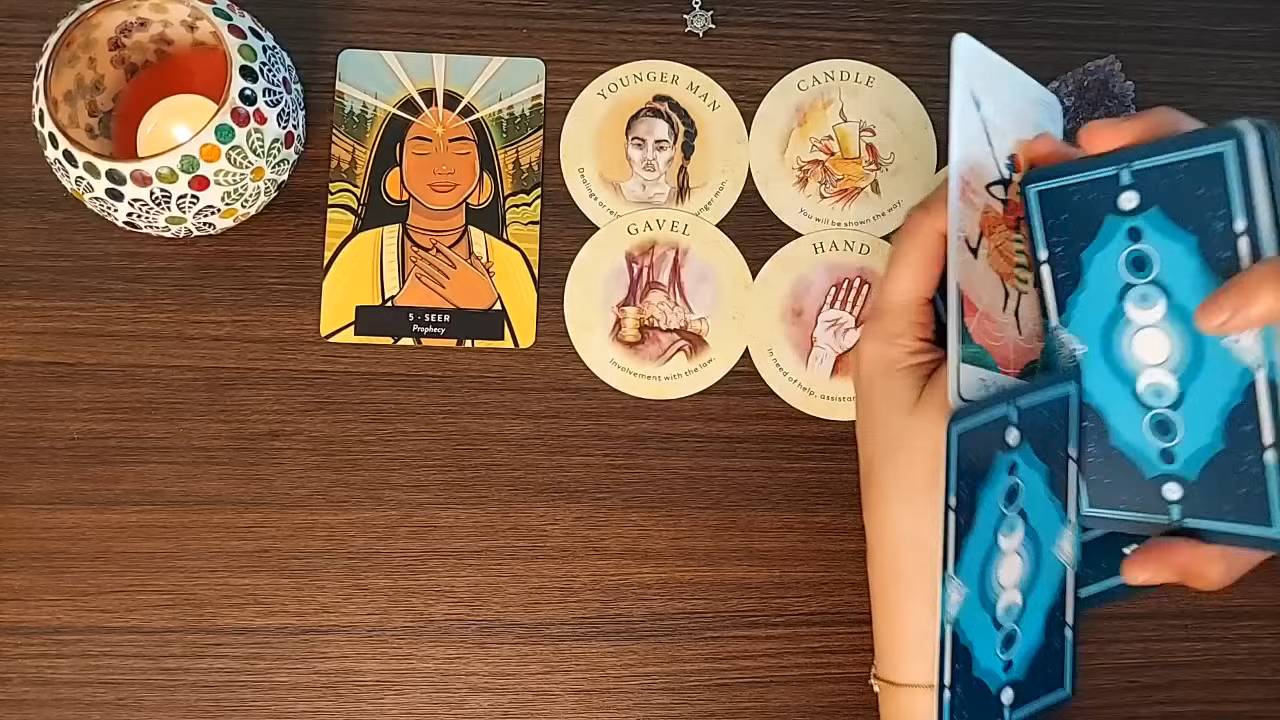 5 - SEER
Prophecy
YOUNGER MAN
Dealings or
younger man.
CANDLE
You will be shown the way.
GAVEL
Involvement with the law.
HAND
In need of help,